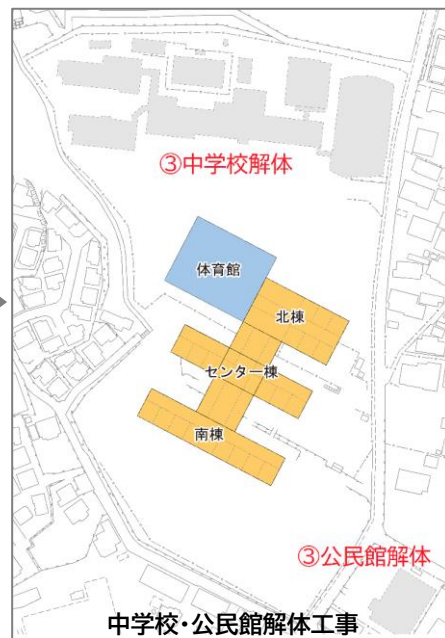 ③中学校解体
体育館
北棟
センター棟
南棟
③公民館解体
中学校・公民館解体工事